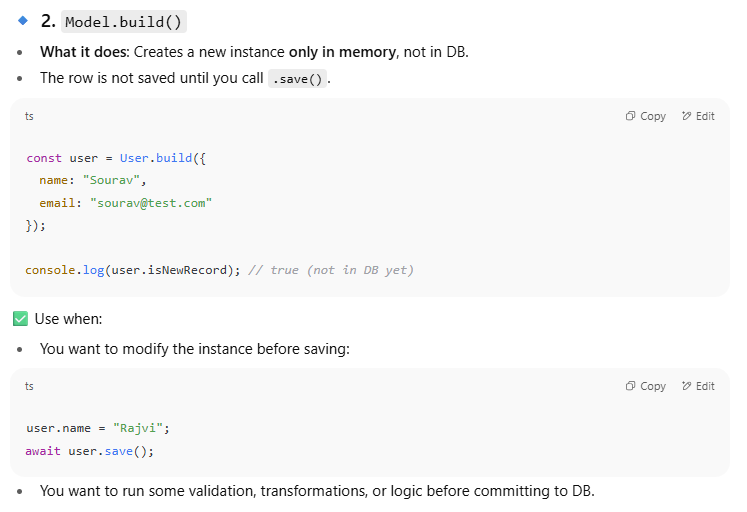 2. Model.build()
What it does: Creates a new instance only in memory, not in DB.
The row is not saved until you call .save().
ts Copy Edit
const user = User.build({
  name: "Sourav",
  email: "sourav@test.com"
});
console.log(user.isNewRecord); // true (not in DB yet)
✅ Use when:
You want to modify the instance before saving:
ts Copy Edit
user.name = "Rajvi";
await user.save();
You want to run some validation, transformations, or logic before committing to DB.